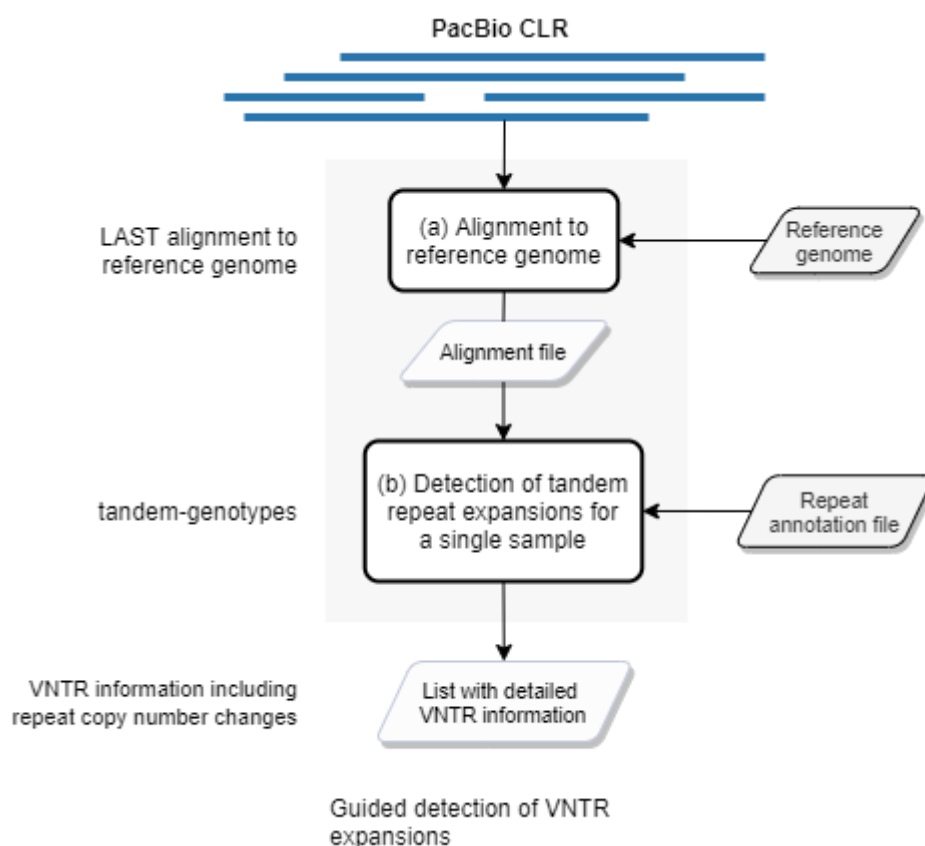 PacBio CLR
LAST alignment to
reference genome
(a) Alignment to
reference genome
Reference
genome
Alignment file
tandem-genotypes
(b) Detection of tandem
repeat expansions for
a single sample
Repeat
annotation file
VNTR information including
repeat copy number changes
List with detailed
VNTR information
Guided detection of VNTR
expansions